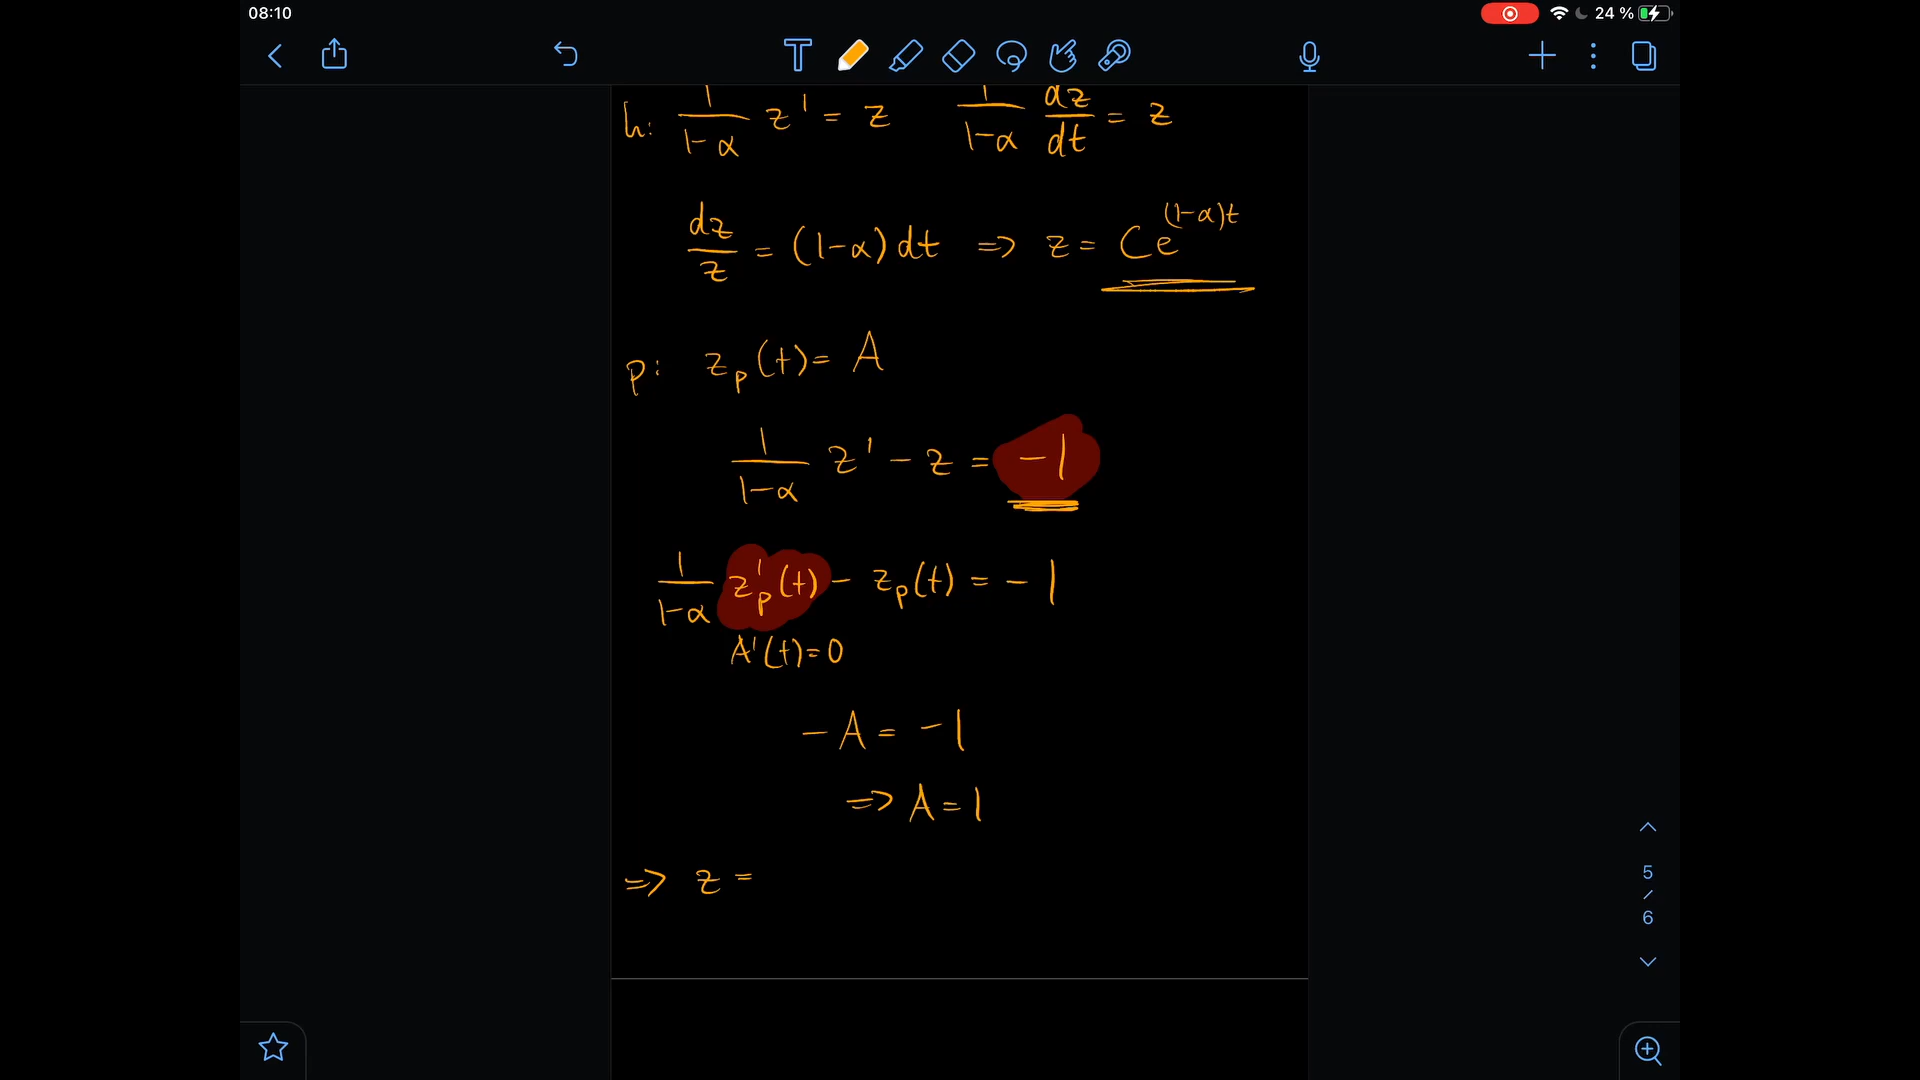 08:10 24 %
T
h: 1/(1-α) z' = z 1/(1-α) dz/dt = z
dz/z = (1-α) dt => z = Ce^((1-α)t)
p: z_p(t) = A
1/(1-α) z' - z = -1
1/(1-α) z'_p(t) - z_p(t) = -1
A'(t) = 0
-A = -1
=> A = 1
=> z =
5
/
6